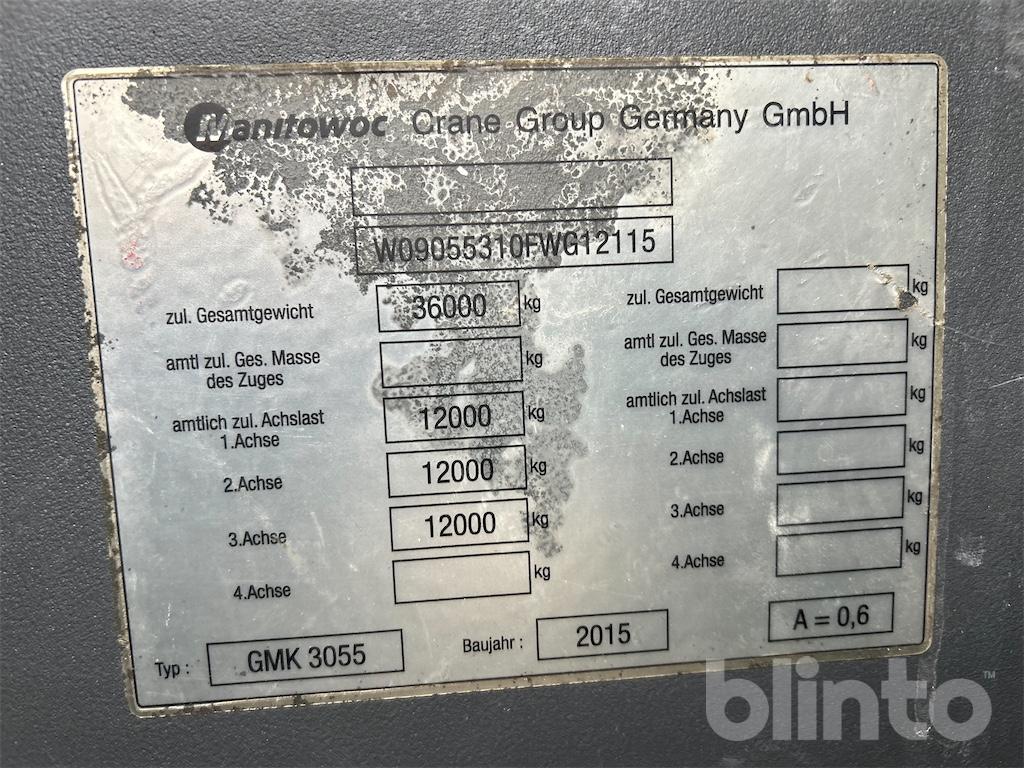 Manitowoc Crane Group Germany GmbH
W09055310FWG12115
zul. Gesamtgewicht 36000 kg
amtl zul. Ges. Masse
des Zuges kg
amtlich zul. Achslast
1.Achse 12000 kg
2.Achse 12000 kg
3.Achse 12000 kg
4.Achse kg
zul. Gesamtgewicht kg
amtl zul. Ges. Masse
des Zuges kg
amtlich zul. Achslast
1.Achse kg
2.Achse kg
3.Achse kg
4.Achse kg
Typ : GMK 3055 Baujahr : 2015 A = 0,6
blinto™